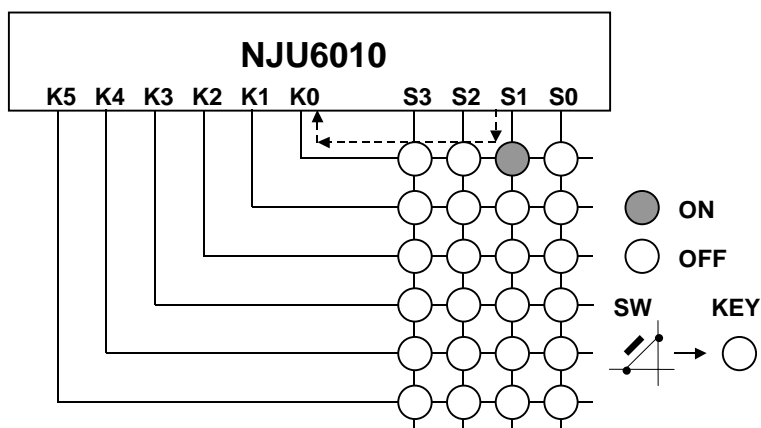 NJU6010
K5 K4 K3 K2 K1 K0 S3 S2 S1 S0
ON
OFF
SW KEY